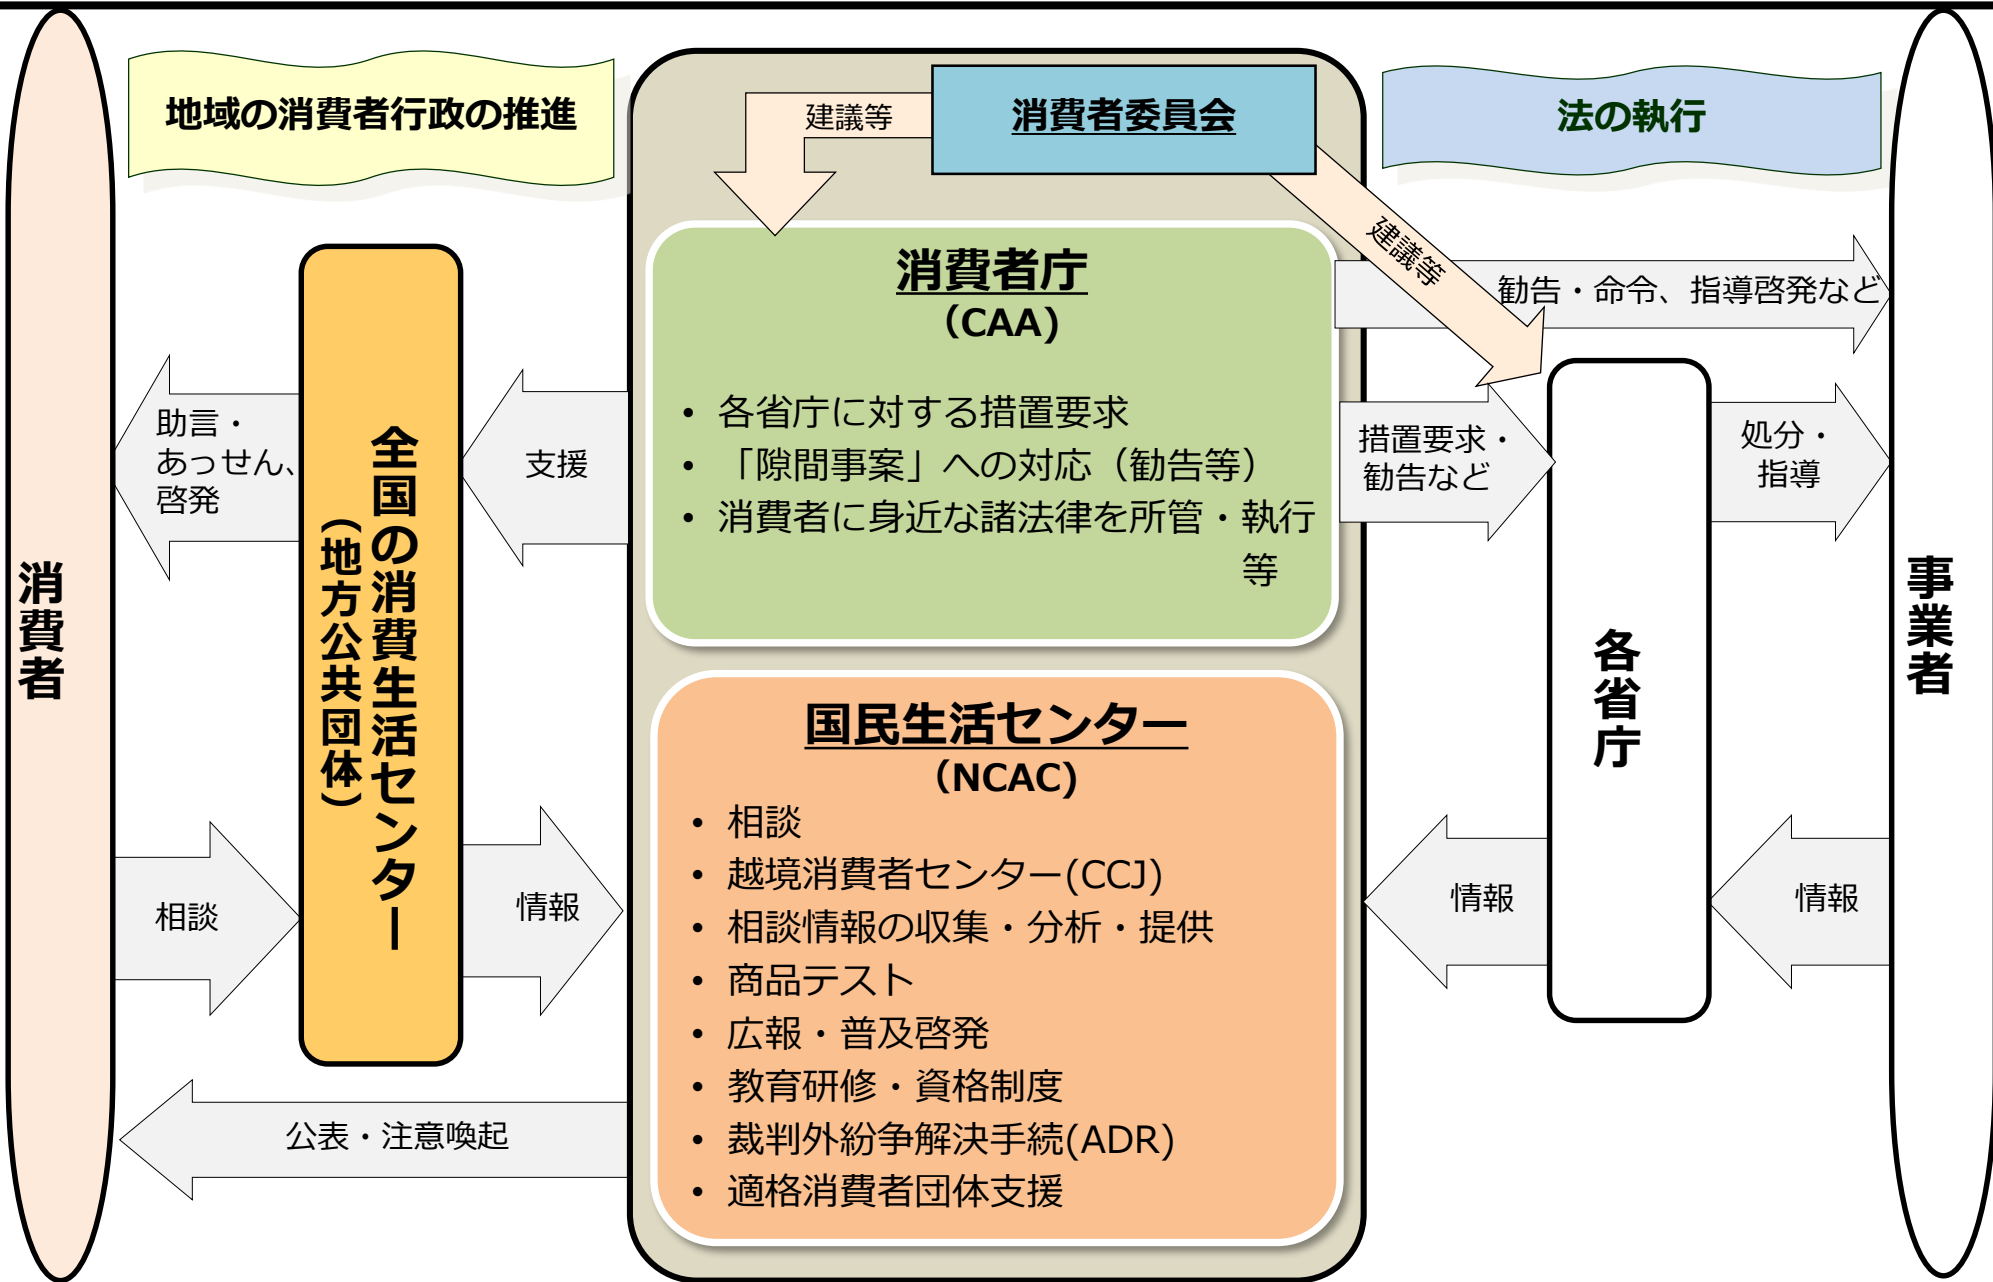 地域の消費者行政の推進
建議等
消費者委員会
法の執行
建議等
消費者庁
（CAA)
• 各省庁に対する措置要求
• 「隙間事案」への対応（勧告等）
• 消費者に身近な諸法律を所管・執行
等
勧告・命令、指導啓発など
助言・
あっせん、
啓発
全国の消費生活センター
（地方公共団体）
支援
措置要求・
勧告など
処分・
指導
消費者
各省庁
事業者
国民生活センター
（NCAC)
• 相談
• 越境消費者センター(CCJ)
• 相談情報の収集・分析・提供
• 商品テスト
• 広報・普及啓発
• 教育研修・資格制度
• 裁判外紛争解決手続(ADR)
• 適格消費者団体支援
相談
情報
情報
情報
公表・注意喚起